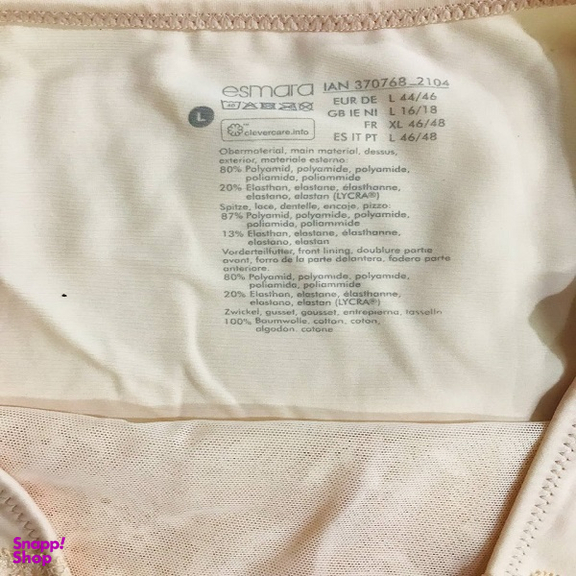 esmara IAN 370768_2104
L
EUR DE L 44/46
GB IE NI L 16/18
clevercare.info
FR XL 46/48
ES IT PT L 46/48
Obermaterial, main material, dessus,
exterior, materiale esterno:
80% Polyamid, polyamide, polyamide,
poliamida, poliammide
20% Elasthan, elastane, élasthanne,
elastano, elastan (LYCRA®)
Spitze, lace, dentelle, encaje, pizzo:
87% Polyamid, polyamide, polyamide,
poliamida, poliammide
13% Elasthan, elastane, élasthanne,
elastano, elastan
Vorderteilfutter, front lining, doublure partie
avant, forro de la parte delantera, fodera parte
anteriore:
80% Polyamid, polyamide, polyamide,
poliamida, poliammide
20% Elasthan, elastane, élasthanne,
elastano, elastan (LYCRA®)
Zwickel, gusset, gousset, entrepierna, tassello:
100% Baumwolle, cotton, coton,
algodón, cotone
Snapp!
Shop